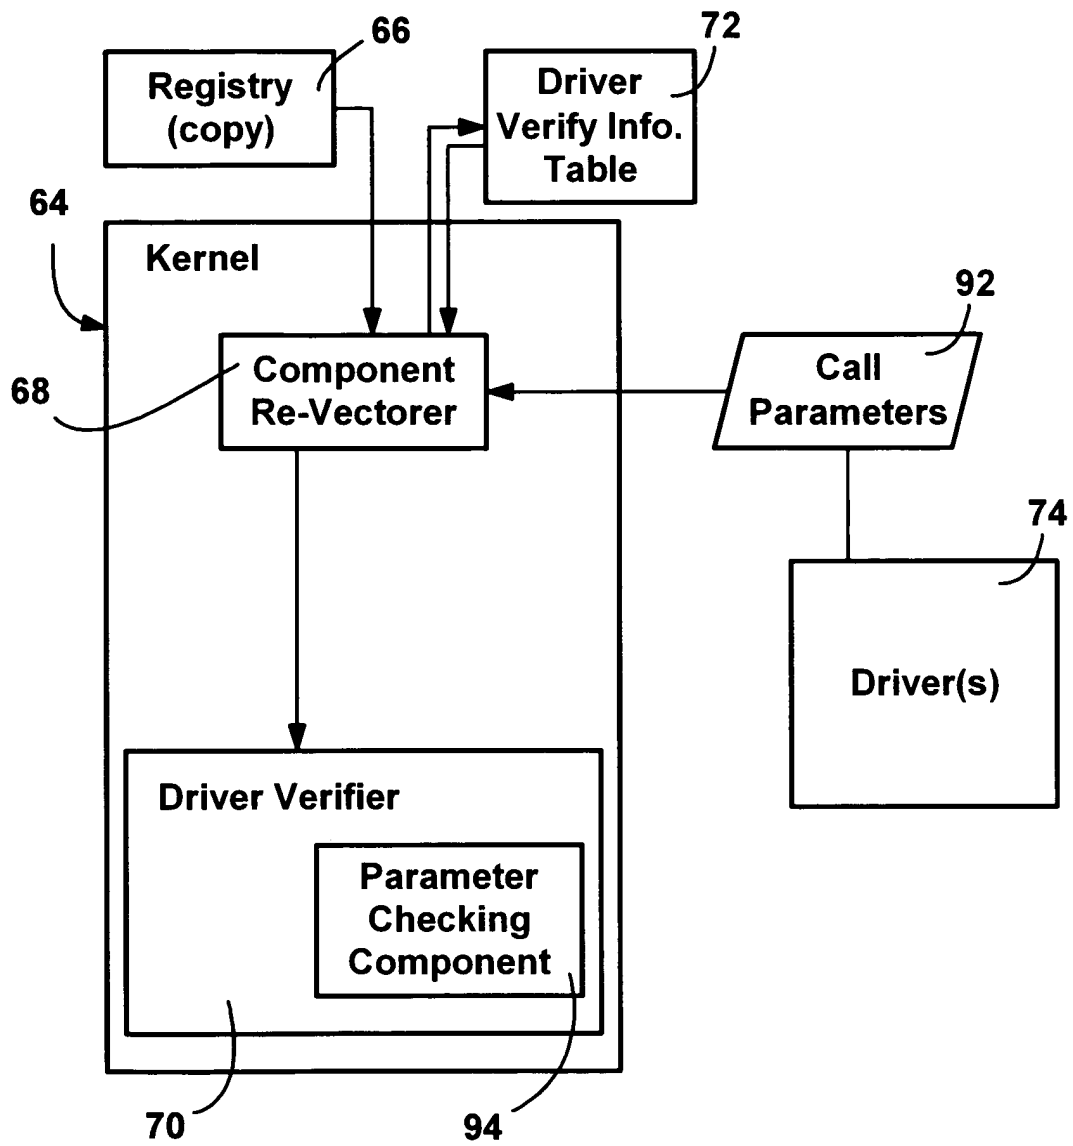 66
72
Registry
(copy)
Driver
Verify Info.
Table
64
Kernel
92
68
Component
Re-Vectorer
Call
Parameters
74
Driver(s)
Driver Verifier
Parameter
Checking
Component
70
94